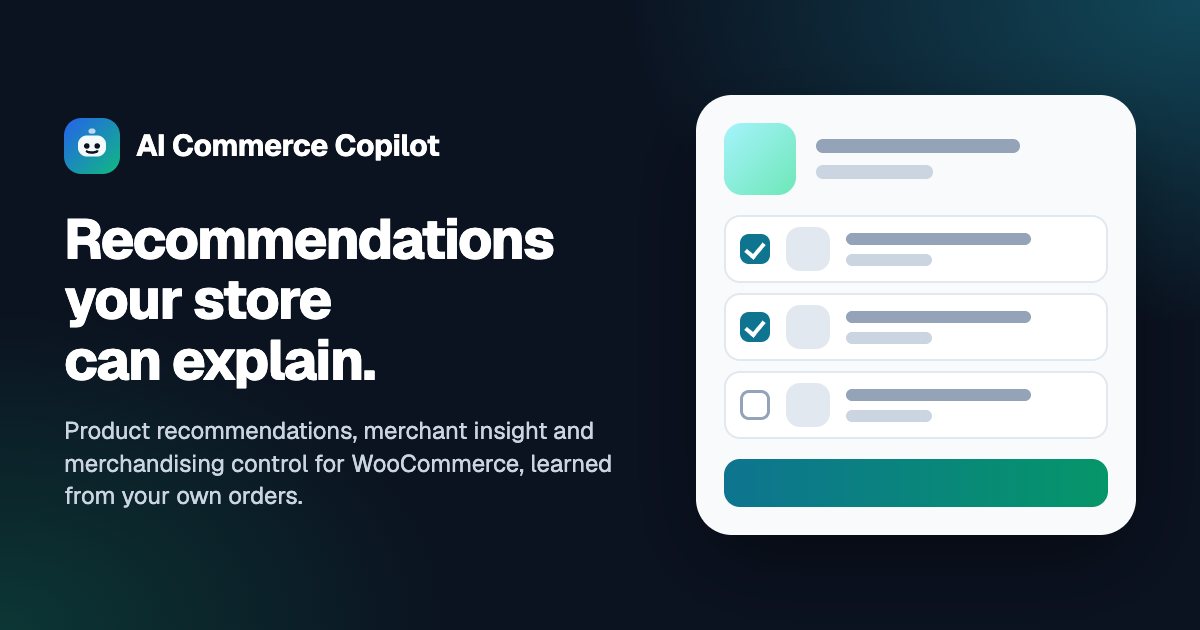 AI Commerce Copilot
Recommendations
your store
can explain.
Product recommendations, merchant insight and
merchandising control for WooCommerce, learned
from your own orders.